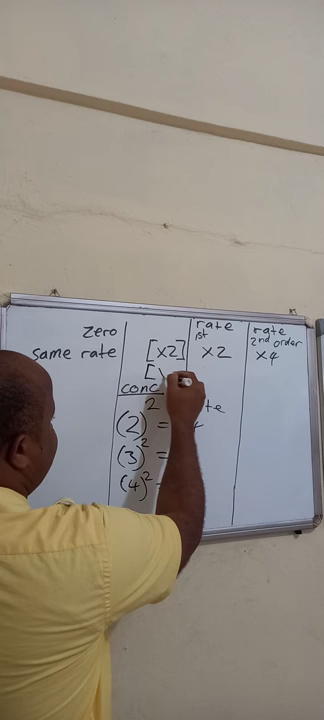 zero
same rate
[x2]
[
conc
(2)² =
(3)² =
(4)² =
rate
1st
x2
rate
2nd order
x4